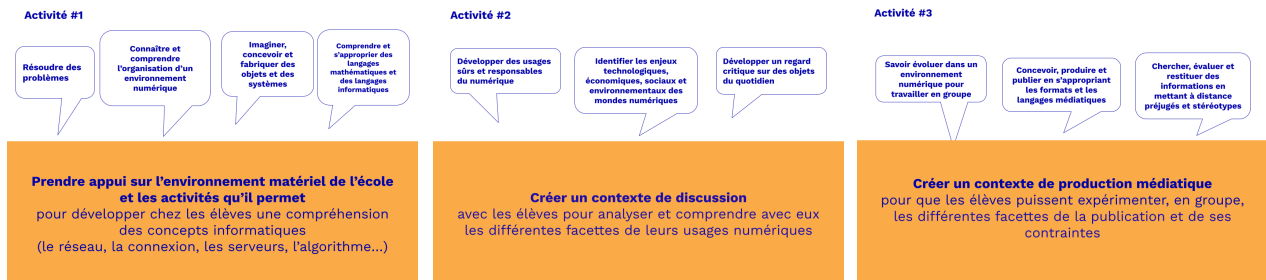 Activité #1
Résoudre des
problèmes
Connaître et
comprendre
l'organisation d'un
environnement
numérique
Imaginer,
concevoir et
fabriquer des
objets et des
systèmes
Comprendre et
s'approprier des
langages
mathématiques et
des langages
informatiques
Prendre appui sur l'environnement matériel de l'école
et les activités qu'il permet
pour développer chez les élèves une compréhension
des concepts informatiques
(le réseau, la connexion, les serveurs, l'algorithme...)
Activité #2
Développer des usages
sûrs et responsables
du numérique
Identifier les enjeux
technologiques,
économiques, sociaux et
environnementaux des
mondes numériques
Développer un regard
critique sur des objets
du quotidien
Créer un contexte de discussion
avec les élèves pour analyser et comprendre avec eux
les différentes facettes de leurs usages numériques
Activité #3
Savoir évoluer dans un
environnement
numérique pour
travailler en groupe
Concevoir, produire et
publier en s'appropriant
les formats et les
langages médiatiques
Chercher, évaluer et
restituer des
informations en
mettant à distance
préjugés et stéréotypes
Créer un contexte de production médiatique
pour que les élèves puissent expérimenter, en groupe,
les différentes facettes de la publication et de ses
contraintes